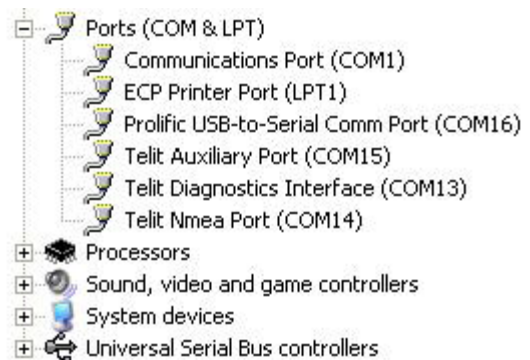 Ports (COM & LPT)
Communications Port (COM1)
ECP Printer Port (LPT1)
Prolific USB-to-Serial Comm Port (COM16)
Telit Auxiliary Port (COM15)
Telit Diagnostics Interface (COM13)
Telit Nmea Port (COM14)
Processors
Sound, video and game controllers
System devices
Universal Serial Bus controllers